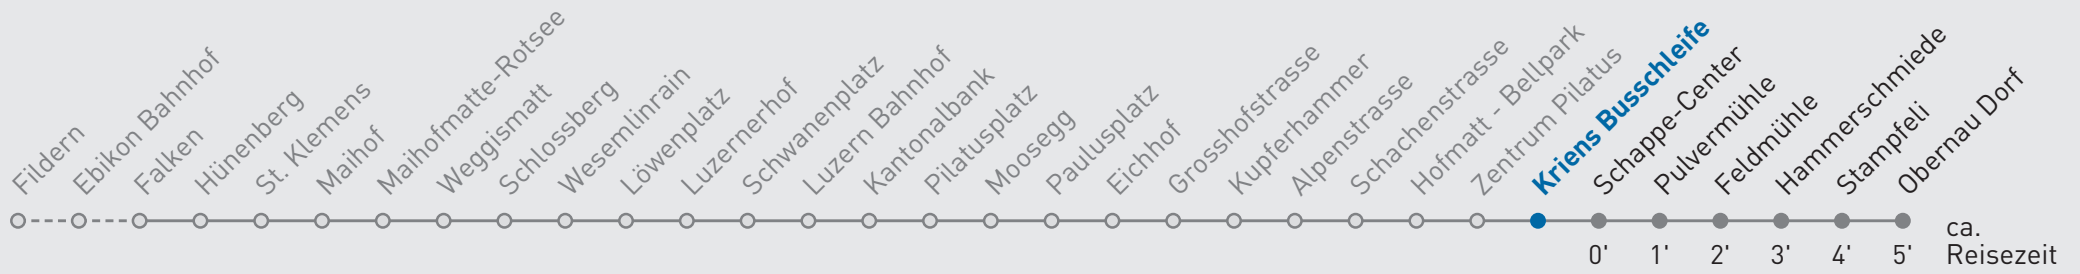 Fildern
Ebikon Bahnhof
Falken
Hünenberg
St. Klemens
Maihof
Maihofmatte-Rotsee
Weggismatt
Schlossberg
Wesemlinrain
Löwenplatz
Luzernerhof
Schwanenplatz
Luzern Bahnhof
Kantonalbank
Pilatusplatz
Moosegg
Paulusplatz
Eichhof
Grosshofstrasse
Kupferhammer
Alpenstrasse
Schachenstrasse
Hofmatt - Bellpark
Zentrum Pilatus
Kriens Busschleife
Schappe-Center
Pulvermühle
Feldmühle
Hammerschmiede
Stampfeli
Obernau Dorf
0' 1' 2' 3' 4' 5'
ca.
Reisezeit